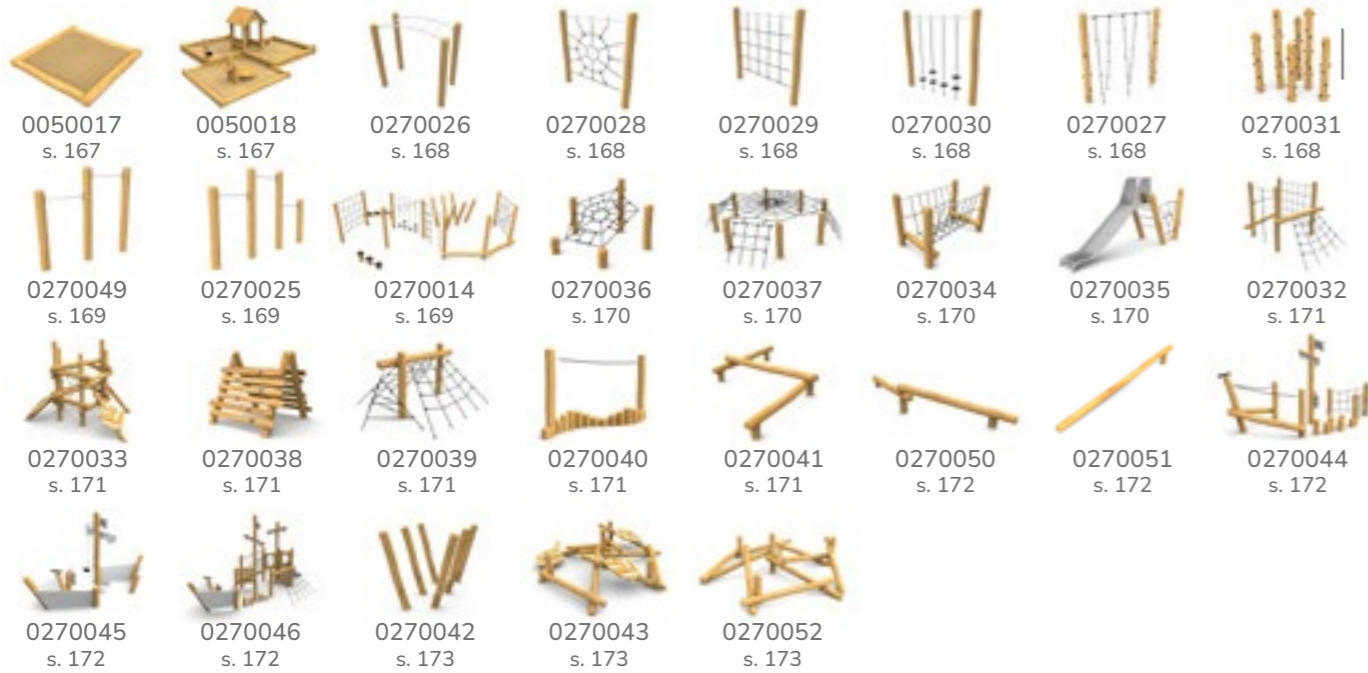 0050017 0050018 0270026 0270028 0270029 0270030 0270027 0270031
s. 167 s. 167 s. 168 s. 168 s. 168 s. 168 s. 168 s. 168
0270049 0270025 0270014 0270036 0270037 0270034 0270035 0270032
s. 169 s. 169 s. 169 s. 170 s. 170 s. 170 s. 170 s. 171
0270033 0270038 0270039 0270040 0270041 0270050 0270051 0270044
s. 171 s. 171 s. 171 s. 171 s. 171 s. 172 s. 172 s. 172
0270045 0270046 0270042 0270043 0270052
s. 172 s. 172 s. 173 s. 173 s. 173